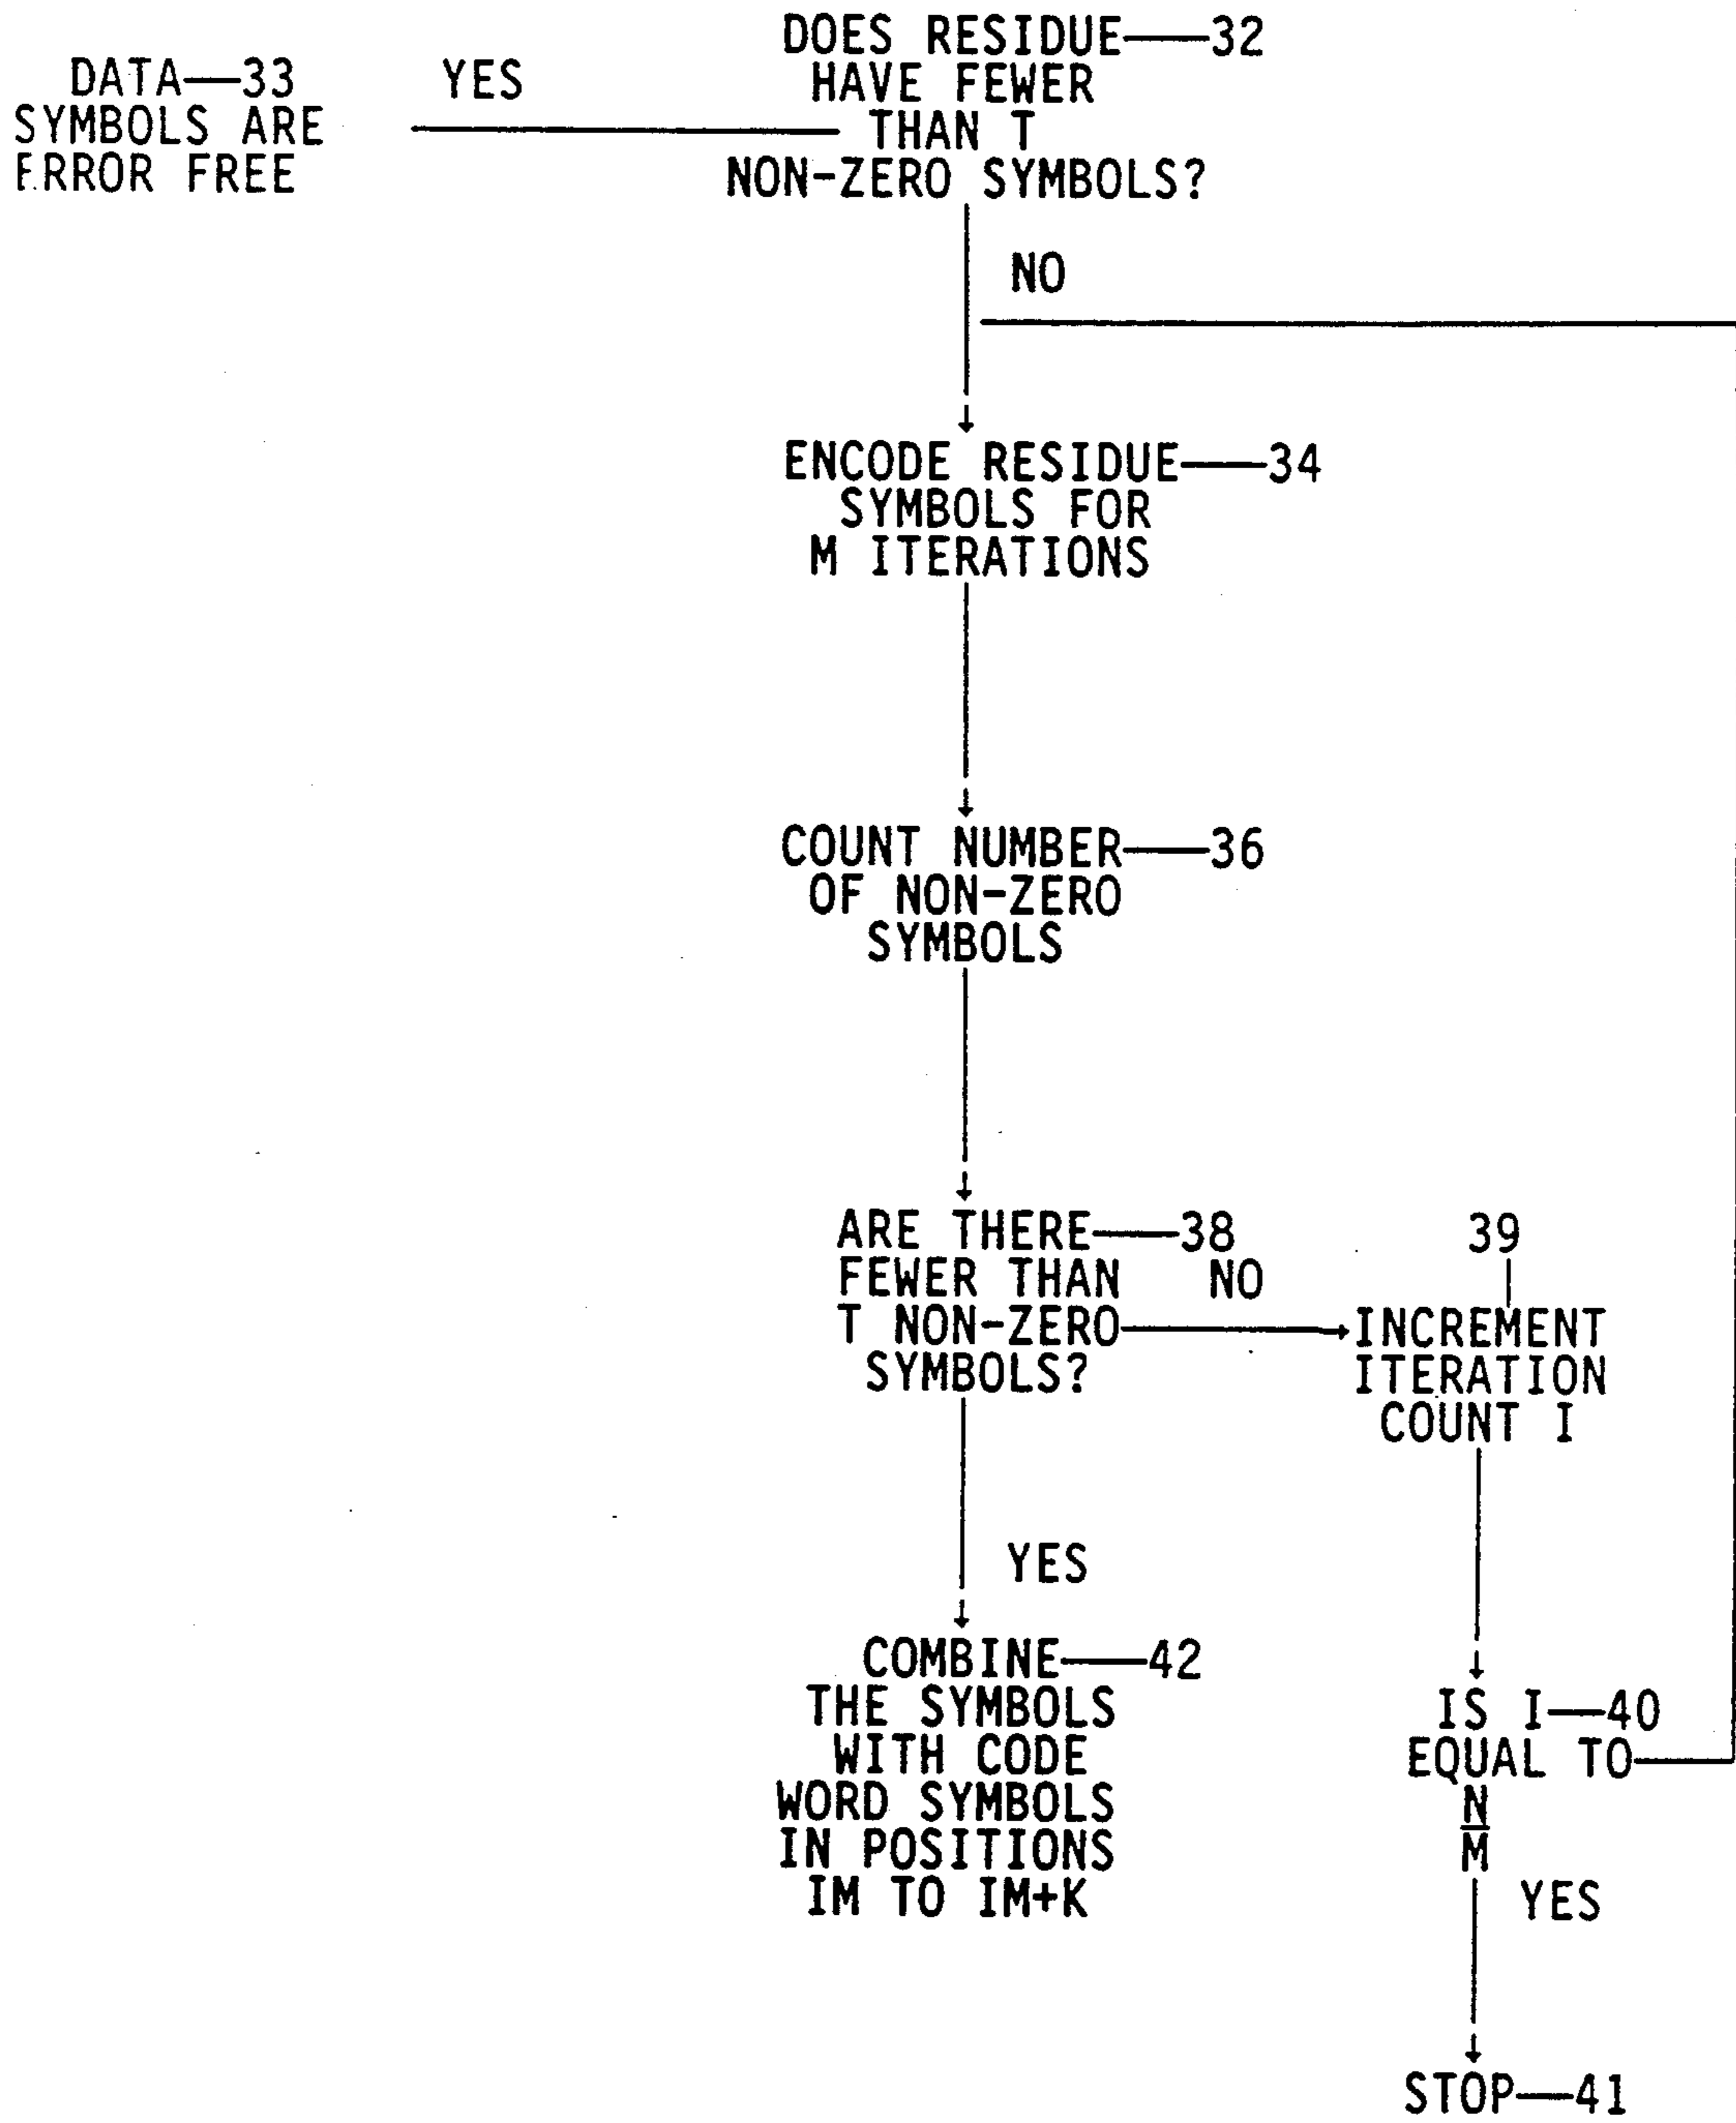 DOES RESIDUE—32
HAVE FEWER
THAN T
NON-ZERO SYMBOLS?
DATA—33
SYMBOLS ARE
ERROR FREE
YES
NO
ENCODE RESIDUE—34
SYMBOLS FOR
M ITERATIONS
COUNT NUMBER—36
OF NON-ZERO
SYMBOLS
ARE THERE—38
FEWER THAN
T NON-ZERO
SYMBOLS?
NO
39
INCREMENT
ITERATION
COUNT I
YES
COMBINE—42
THE SYMBOLS
WITH CODE
WORD SYMBOLS
IN POSITIONS
IM TO IM+K
IS I—40
EQUAL TO
N
M
YES
STOP—41